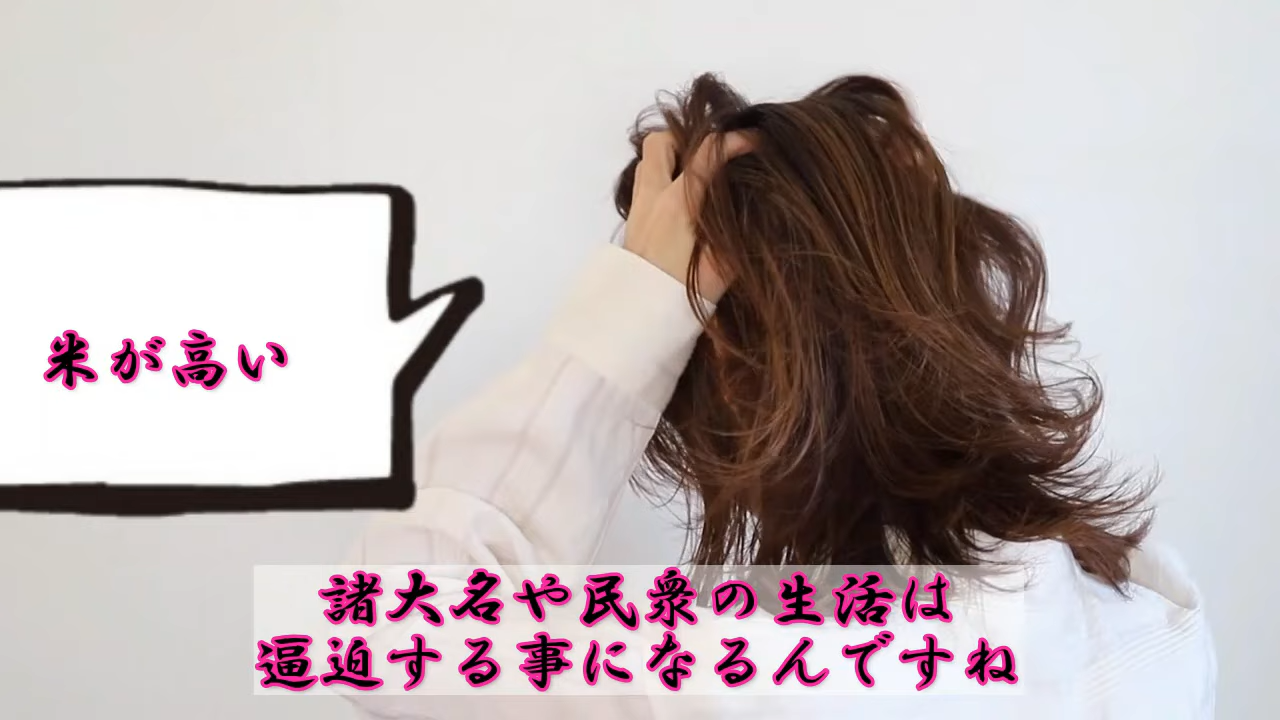 米が高い
諸大名や民衆の生活は
逼迫する事になるんですね